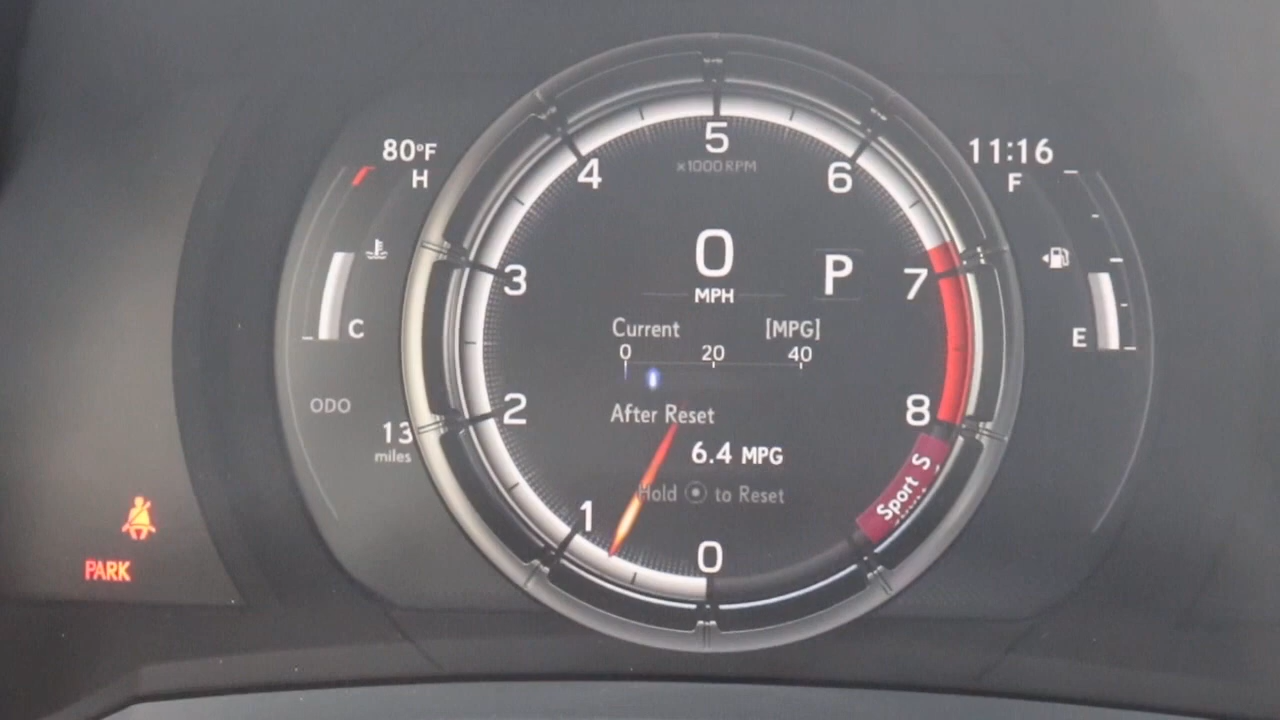 80°F
H
C
ODO
13
miles
PARK
5
x1000 RPM
4
6
3
7
2
8
1
0
0
MPH
P
Current [MPG]
0 20 40
After Reset
6.4 MPG
Hold to Reset
Sport S
11:16
F
E